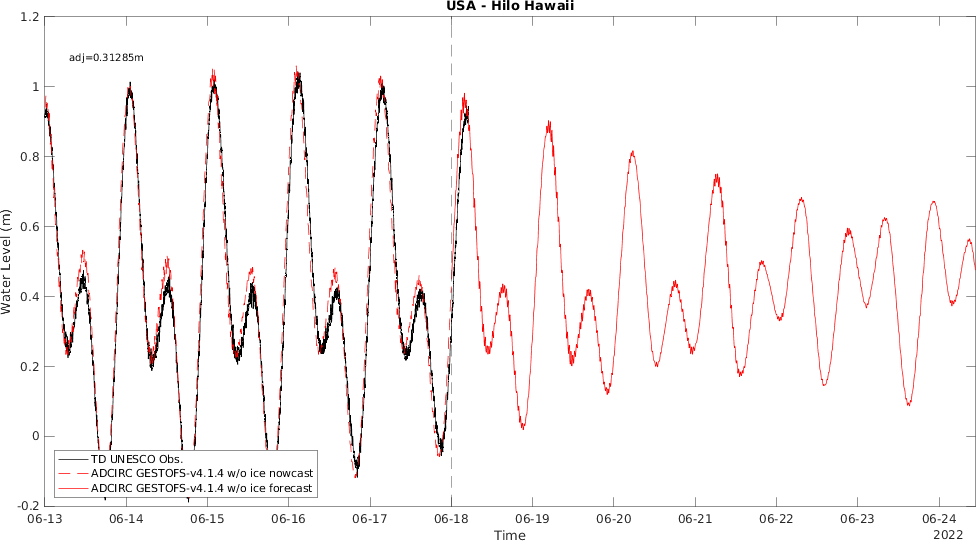 USA - Hilo Hawaii
adj=0.31285m
Water Level (m)
1.2
1
0.8
0.6
0.4
0.2
0
-0.2
TD UNESCO Obs.
ADCIRC GESTOFS-v4.1.4 w/o ice nowcast
ADCIRC GESTOFS-v4.1.4 w/o ice forecast
06-13 06-14 06-15 06-16 06-17 06-18 06-19 06-20 06-21 06-22 06-23 06-24
Time
2022